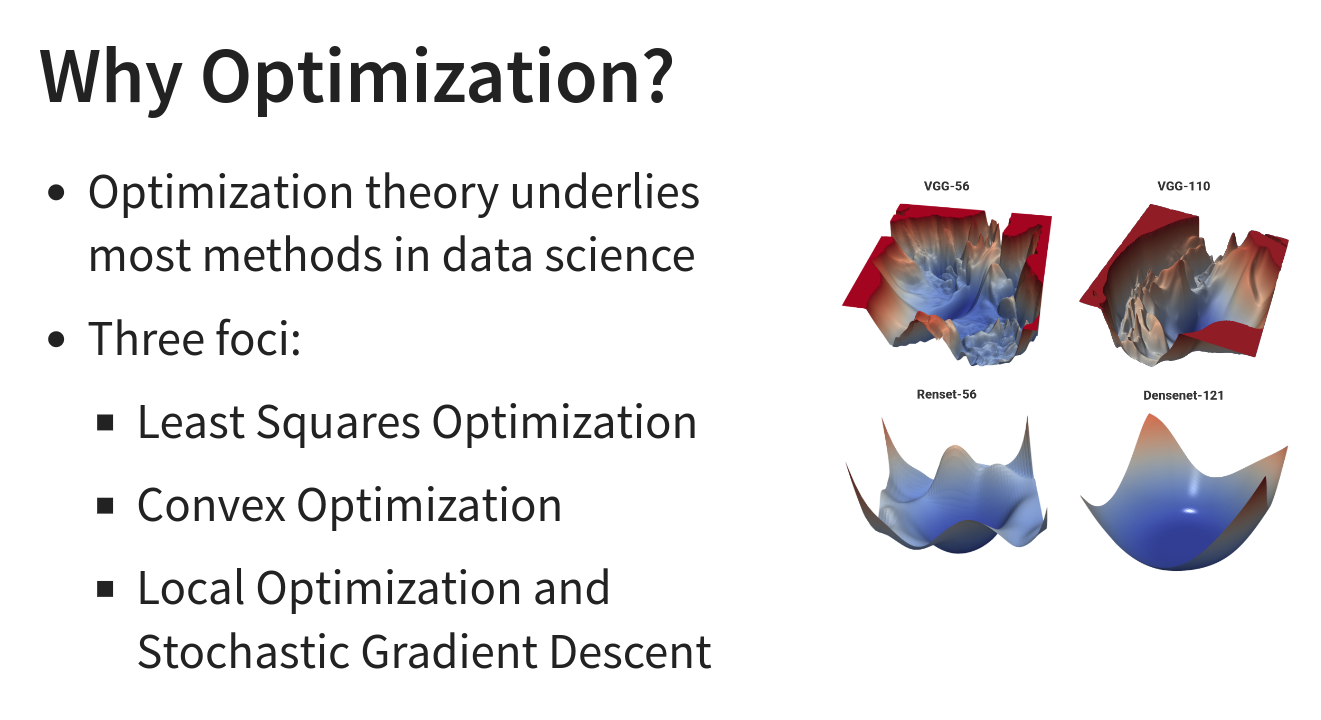 Why Optimization?
Optimization theory underlies
most methods in data science
Three foci:
Least Squares Optimization
Convex Optimization
Local Optimization and
Stochastic Gradient Descent
VGG-56
VGG-110
Renset-56
Densenet-121